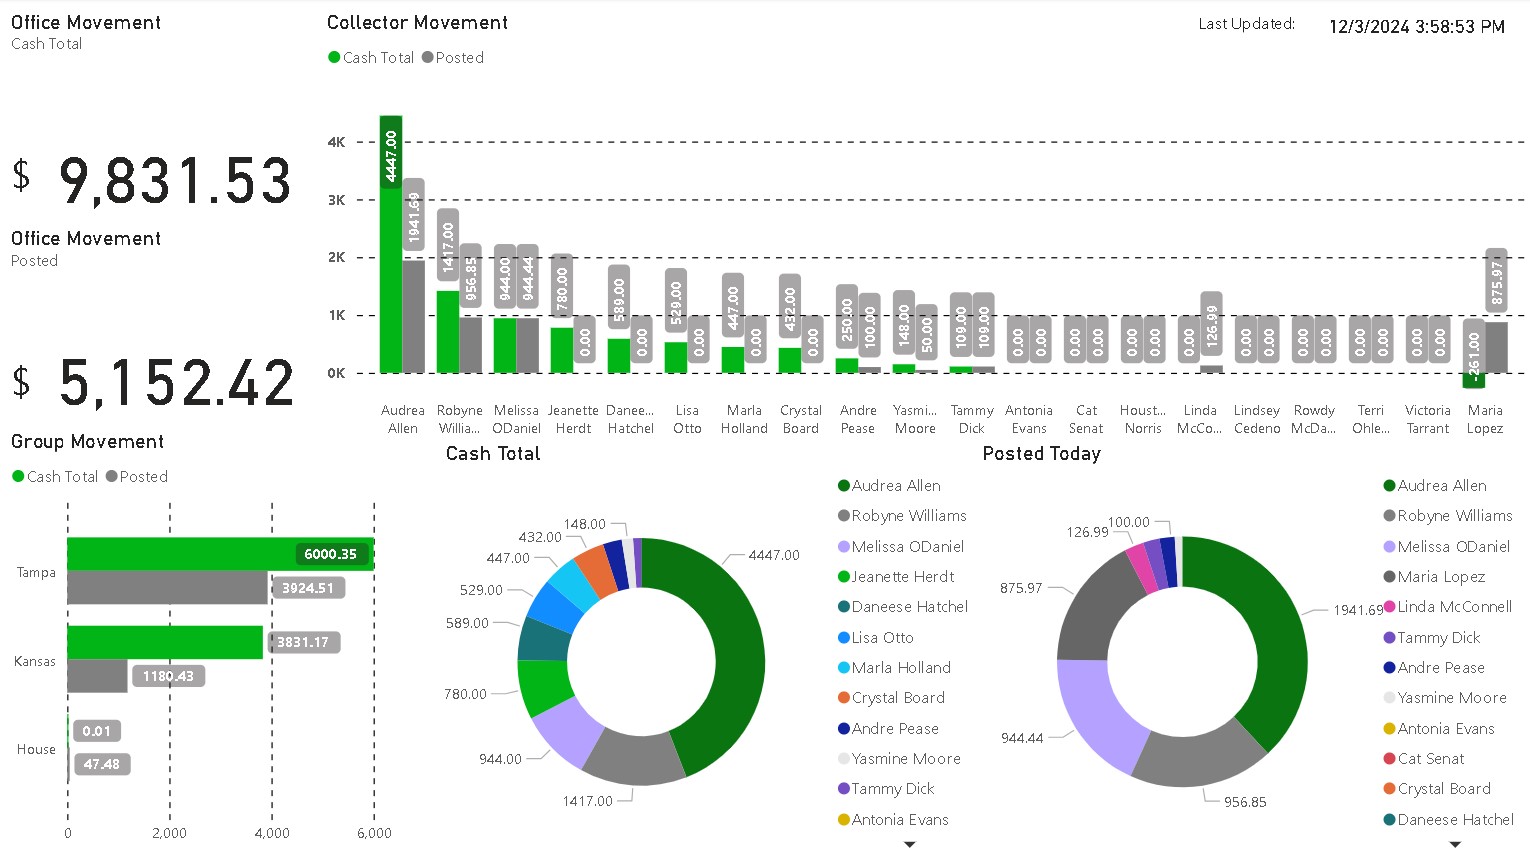 Office Movement
Cash Total
$ 9,831.53
Office Movement
Posted
$ 5,152.42
Collector Movement
Cash Total Posted
Last Updated: 12/3/2024 3:58:53 PM
4K
3K
2K
1K
0K
4447.00
1941.69
1417.00
956.85
944.00
944.44
780.00
0.00
589.00
0.00
529.00
0.00
447.00
0.00
432.00
0.00
250.00
100.00
148.00
50.00
109.00
109.00
0.00
0.00
0.00
0.00
0.00
0.00
0.00
126.99
0.00
0.00
0.00
0.00
0.00
0.00
0.00
0.00
-261.00
875.97
Audrea Allen
Robyne Willia...
Melissa ODaniel
Jeanette Herdt
Danee... Hatchel
Lisa Otto
Marla Holland
Crystal Board
Andre Pease
Yasmi... Moore
Tammy Dick
Antonia Evans
Cat Senat
Houst... Norris
Linda McCo...
Lindsey Cedeno
Rowdy McDa...
Terri Ohle...
Victoria Tarrant
Maria Lopez
Group Movement
Cash Total Posted
Tampa
6000.35
3924.51
Kansas
3831.17
1180.43
House
0.01
47.48
0 2,000 4,000 6,000
Cash Total
148.00
432.00
447.00
529.00
589.00
780.00
944.00
1417.00
4447.00
Audrea Allen
Robyne Williams
Melissa ODaniel
Jeanette Herdt
Daneese Hatchel
Lisa Otto
Marla Holland
Crystal Board
Andre Pease
Yasmine Moore
Tammy Dick
Antonia Evans
Posted Today
100.00
126.99
875.97
944.44
956.85
1941.69
Audrea Allen
Robyne Williams
Melissa ODaniel
Maria Lopez
Linda McConnell
Tammy Dick
Andre Pease
Yasmine Moore
Antonia Evans
Cat Senat
Crystal Board
Daneese Hatchel